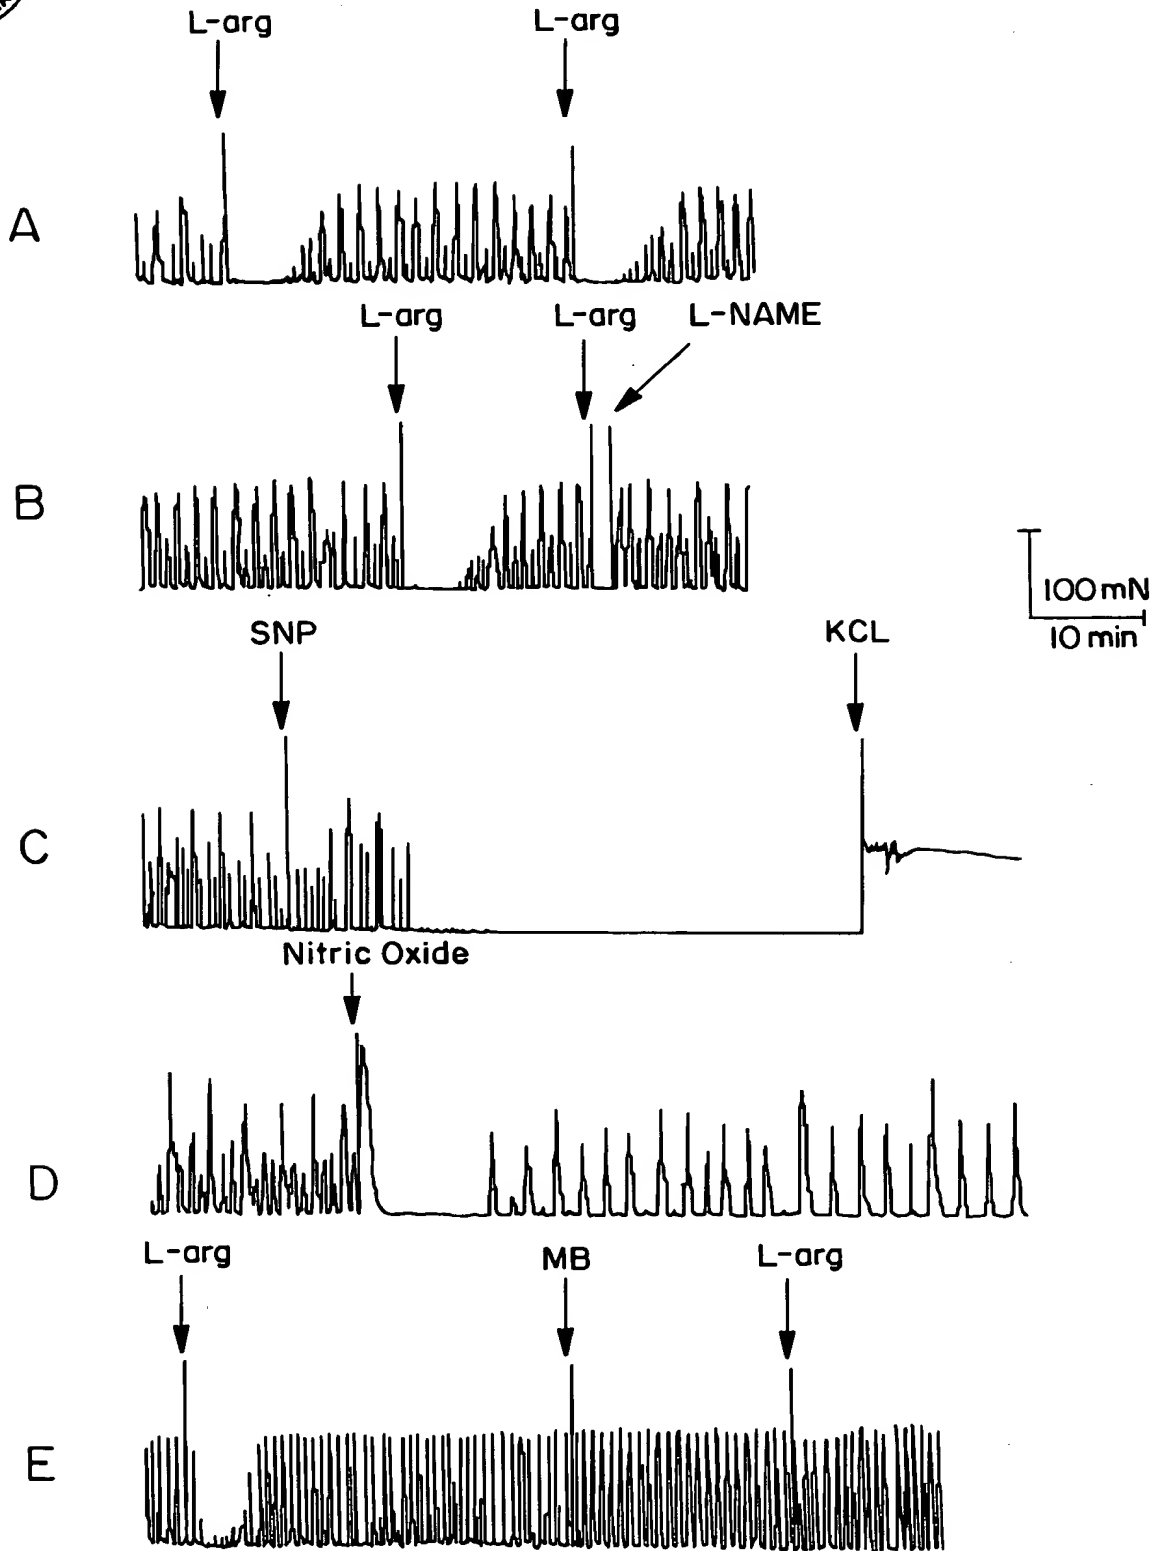 L-arg L-arg
A
L-arg L-arg L-NAME
B
100mN
10 min
SNP KCL
C
Nitric Oxide
D
L-arg MB L-arg
E